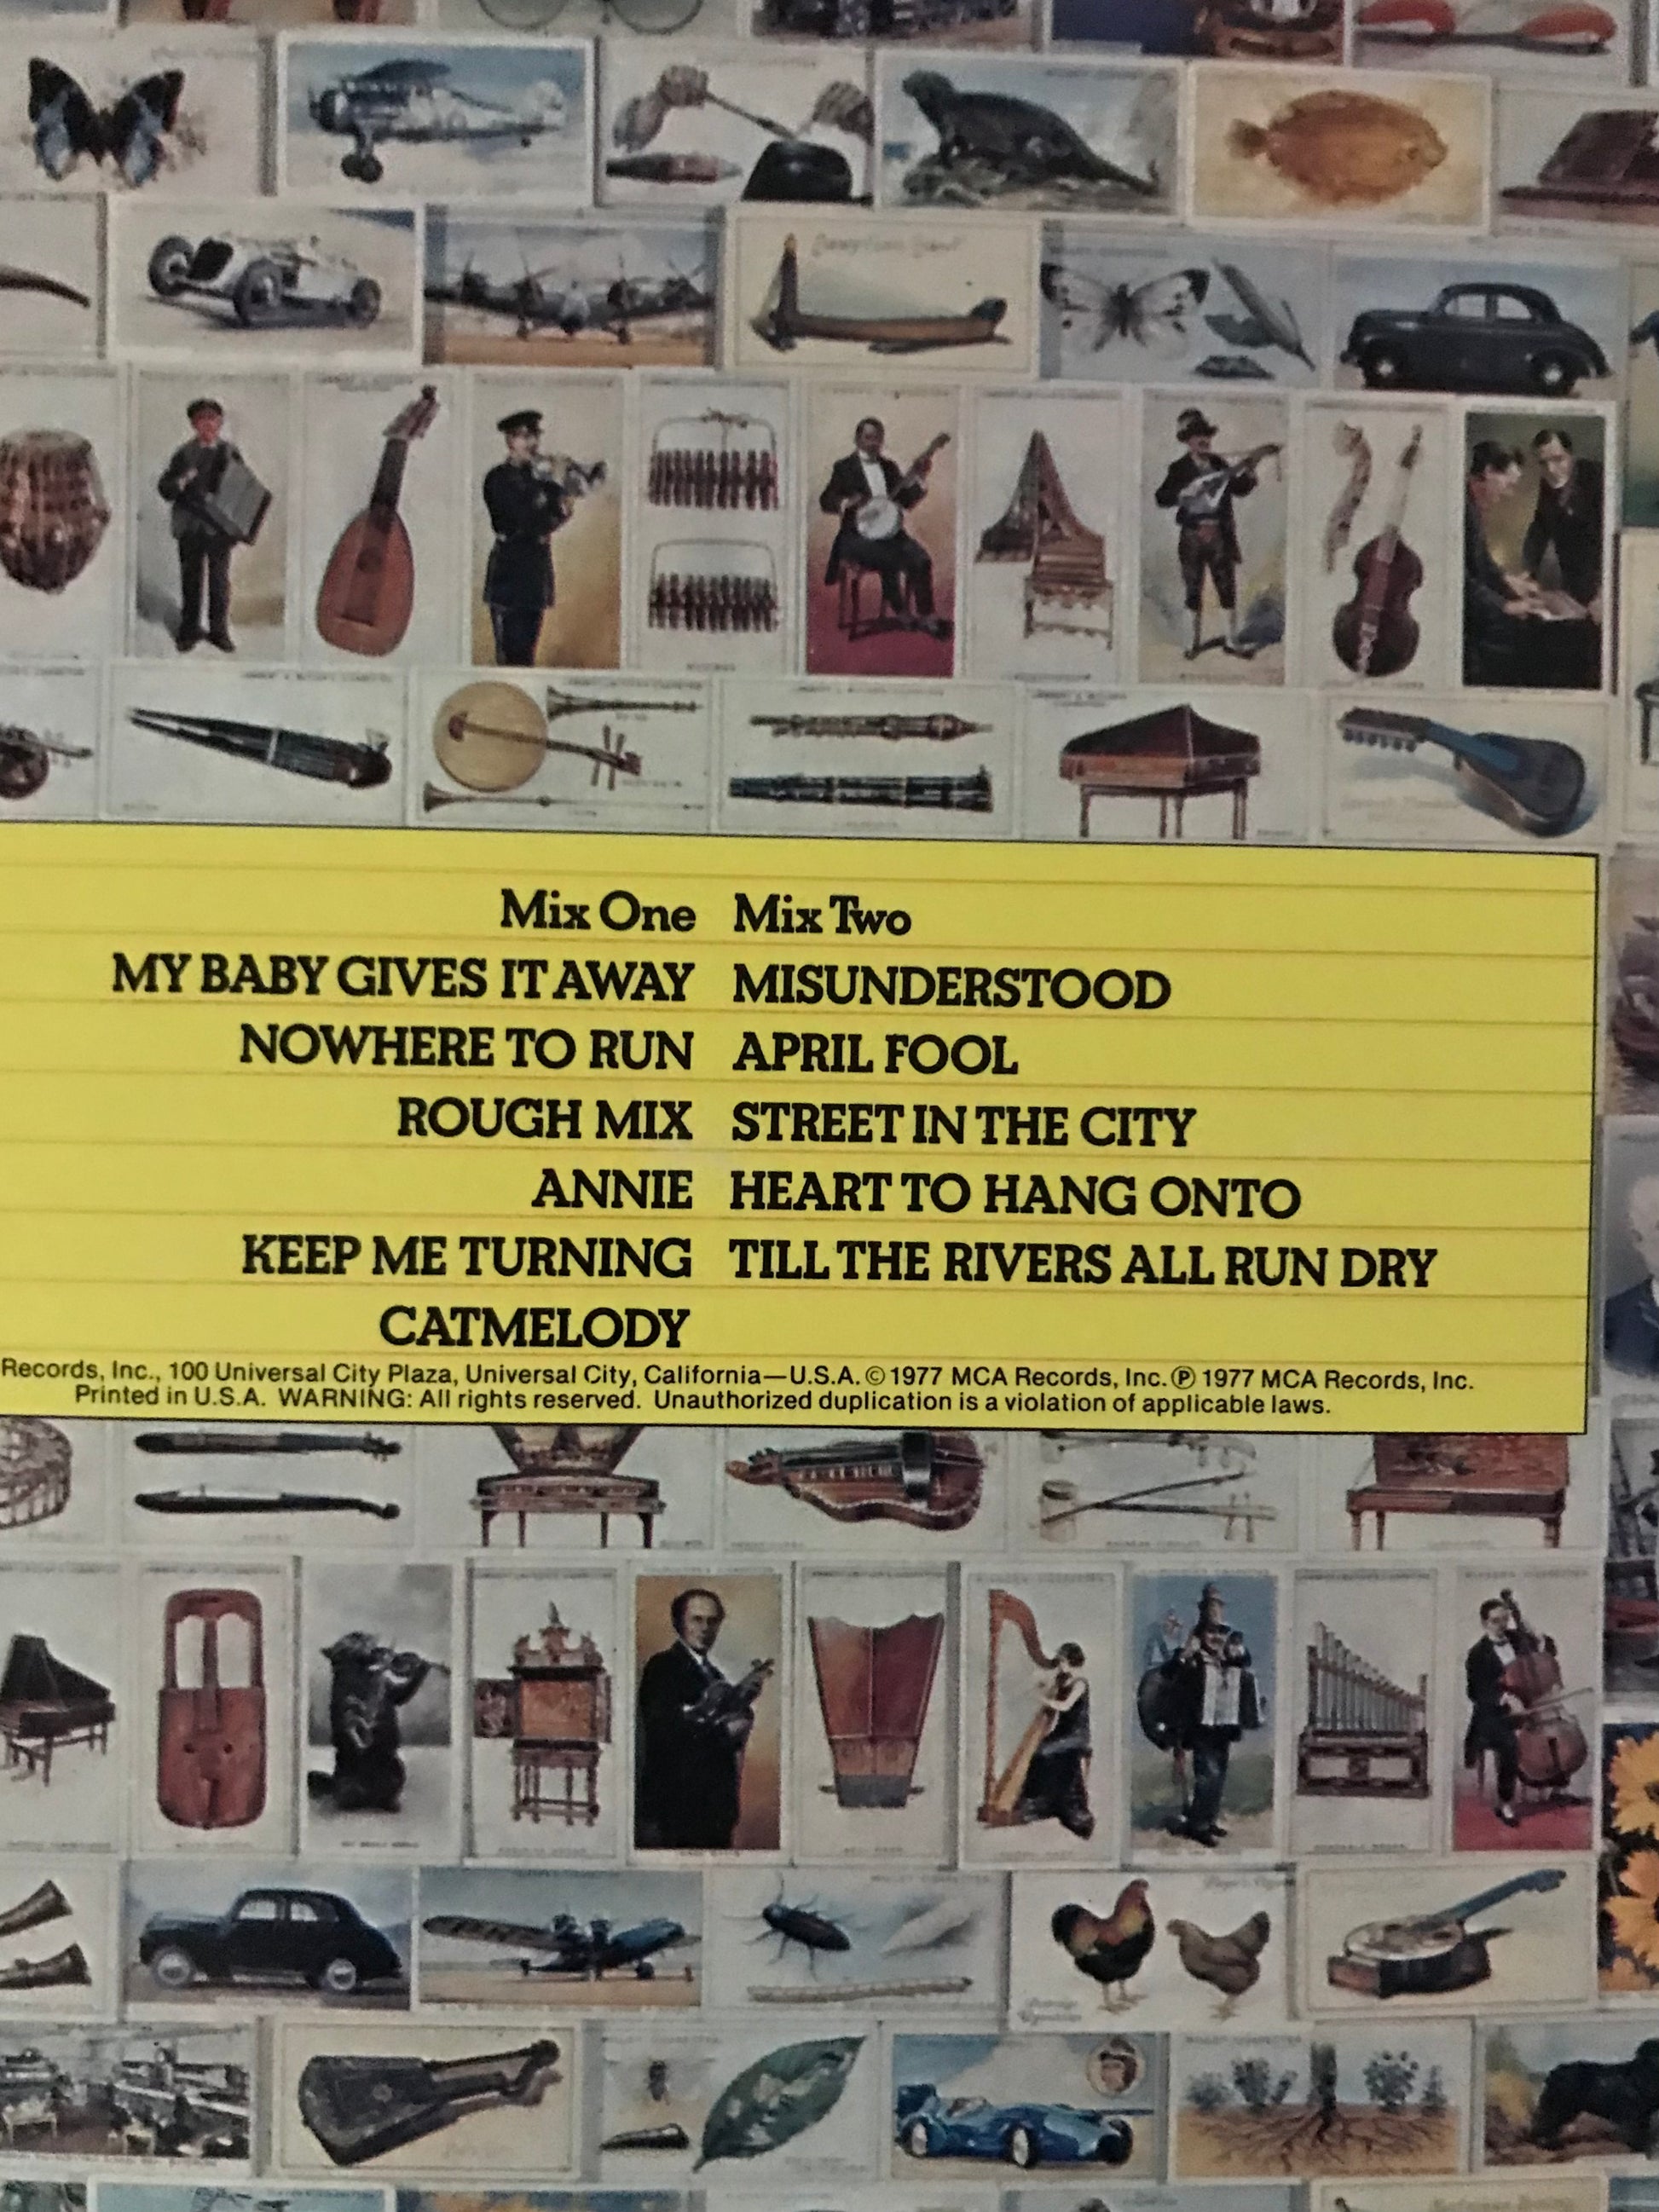 Mix One
MY BABY GIVES IT AWAY
NOWHERE TO RUN
ROUGH MIX
ANNIE
KEEP ME TURNING
CATMELODY
Mix Two
MISUNDERSTOOD
APRIL FOOL
STREET IN THE CITY
HEART TO HANG ONTO
TILL THE RIVERS ALL RUN DRY
Records, Inc., 100 Universal City Plaza, Universal City, California—U.S.A. © 1977 MCA Records, Inc. ℗ 1977 MCA Records, Inc.
Printed in U.S.A. WARNING: All rights reserved. Unauthorized duplication is a violation of applicable laws.